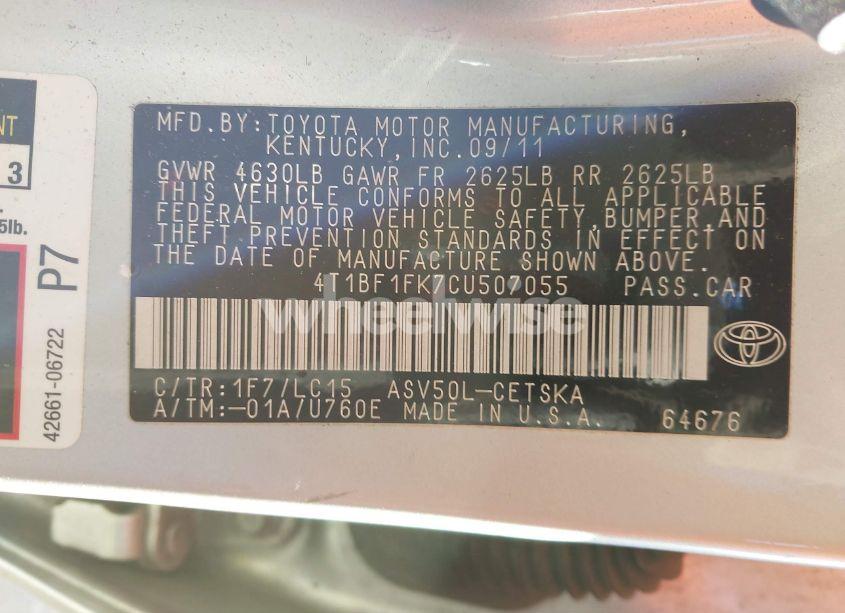 NT
3
5lb.
P7
42661-06722
MFD.BY:TOYOTA MOTOR MANUFACTURING,
KENTUCKY,INC.09/11
GVWR 4630LB GAWR FR 2625LB RR 2625LB
THIS VEHICLE CONFORMS TO ALL APPLICABLE
FEDERAL MOTOR VEHICLE SAFETY,BUMPER,AND
THEFT PREVENTION STANDARDS IN EFFECT ON
THE DATE OF MANUFACTURE SHOWN ABOVE.
4T1BF1FK7CU507055 PASS.CAR
wheelwise
C/TR:1F7/LC15 ASV50L-CETSKA
A/TM:-01A/U760E MADE IN U.S.A. 64676